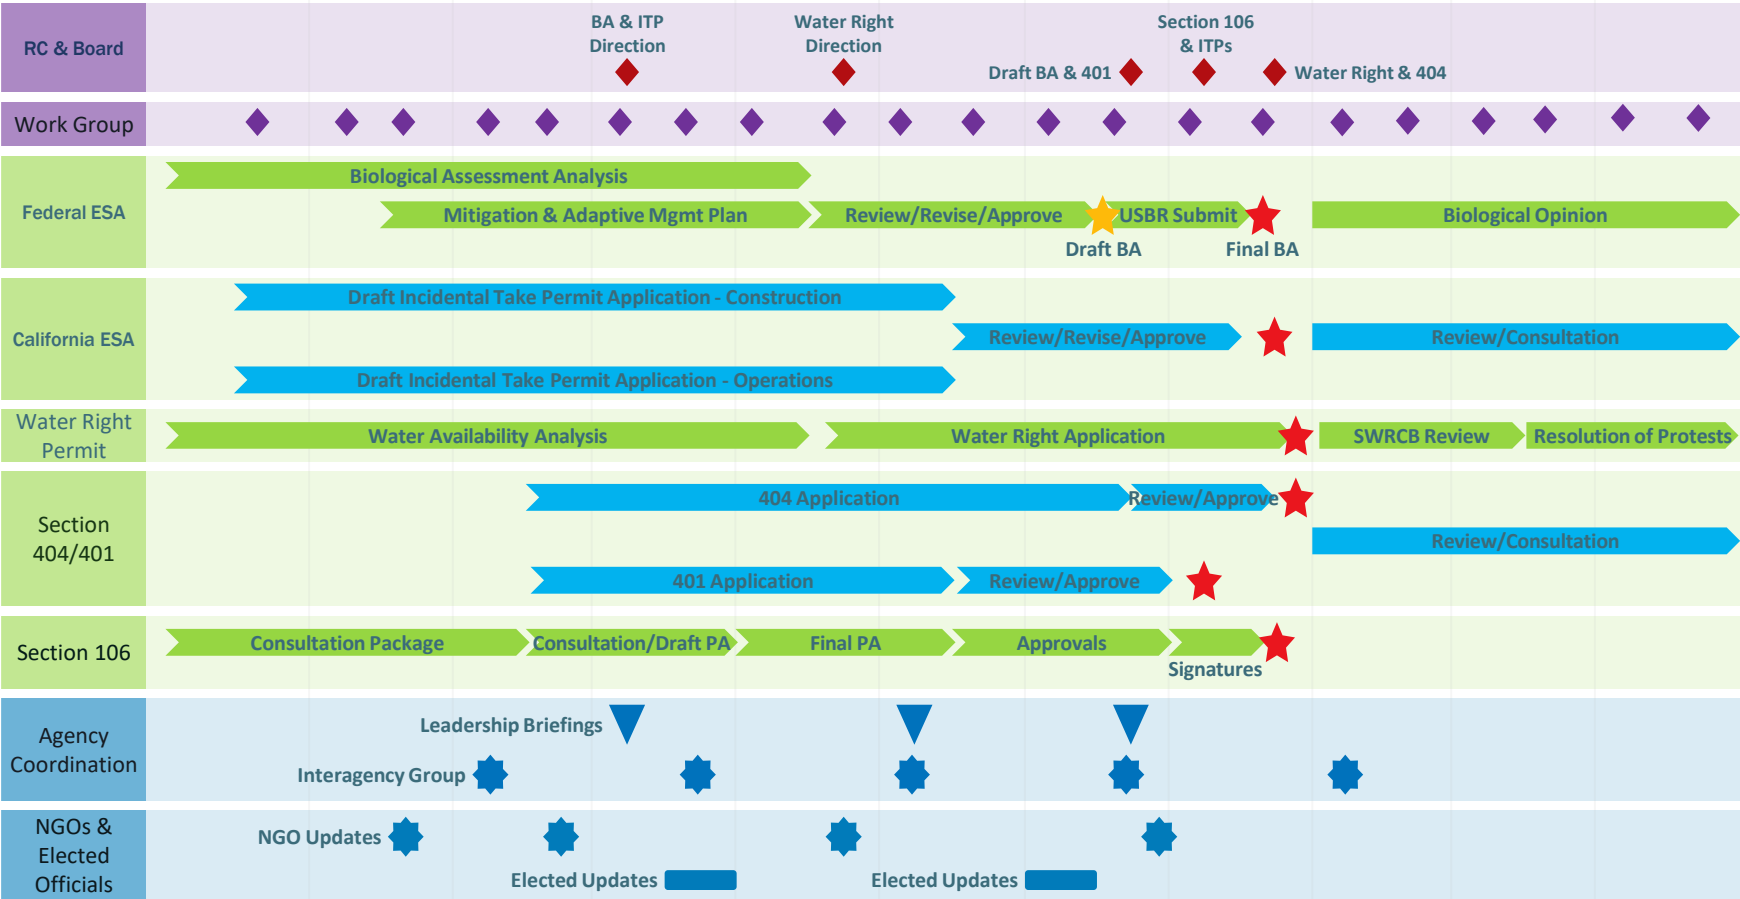 RC & Board
BA & ITP
Direction
Water Right
Direction
Draft BA & 401
Section 106
& ITPs
Water Right & 404
Work Group
Federal ESA
Biological Assessment Analysis
Mitigation & Adaptive Mgmt Plan
Review/Revise/Approve
USBR Submit
Biological Opinion
Draft BA
Final BA
California ESA
Draft Incidental Take Permit Application - Construction
Review/Revise/Approve
Review/Consultation
Draft Incidental Take Permit Application - Operations
Water Right
Permit
Water Availability Analysis
Water Right Application
SWRCB Review
Resolution of Protests
Section
404/401
404 Application
Review/Approve
Review/Consultation
401 Application
Review/Approve
Section 106
Consultation Package
Consultation/Draft PA
Final PA
Approvals
Signatures
Agency
Coordination
Leadership Briefings
Interagency Group
NGOs &
Elected
Officials
NGO Updates
Elected Updates
Elected Updates